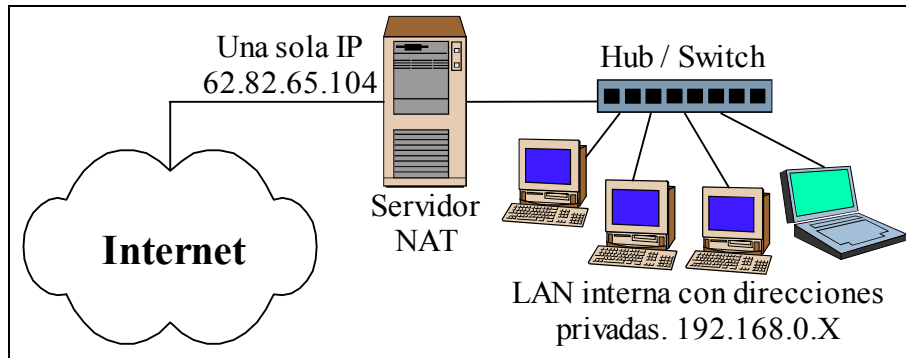 Una sola IP
62.82.65.104
Hub / Switch
Servidor
NAT
Internet
LAN interna con direcciones
privadas. 192.168.0.X